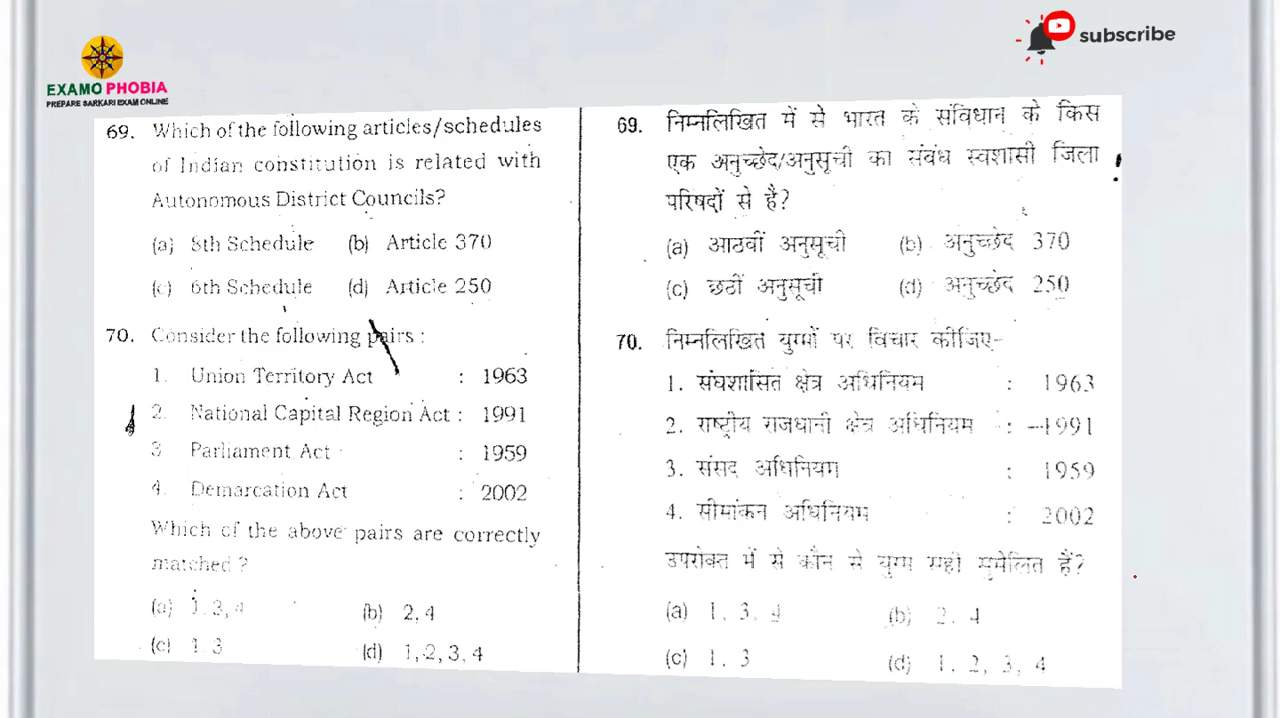 EXAMO PHOBIA
PREPARE SARKARI EXAM ONLINE
subscribe
69. Which of the following articles/schedules
of Indian constitution is related with
Autonomous District Councils?
(a) 8th Schedule (b) Article 370
(c) 6th Schedule (d) Article 250
70. Consider the following pairs :
1. Union Territory Act : 1963
2. National Capital Region Act : 1991
3 Parliament Act : 1959
4. Demarcation Act : 2002
Which of the above pairs are correctly
matched ?
(a) 1, 3, 4 (b) 2, 4
(c) 1, 3 (d) 1, 2, 3, 4
69. निम्नलिखित में से भारत के संविधान के किस
एक अनुच्छेद/अनुसूची का संबंध स्वशासी जिला
परिषदों से है?
(a) आठवीं अनुसूची (b) अनुच्छेद 370
(c) छठीं अनुसूची (d) अनुच्छेद 250
70. निम्नलिखित युग्मों पर विचार कीजिए-
1. संघशासित क्षेत्र अधिनियम : 1963
2. राष्ट्रीय राजधानी क्षेत्र अधिनियम : 1991
3. संसद अधिनियम : 1959
4. सीमांकन अधिनियम : 2002
उपरोक्त में से कौन से युग्म सही सुमेलित हैं?
(a) 1, 3, 4 (b) 2, 4
(c) 1, 3 (d) 1, 2, 3, 4